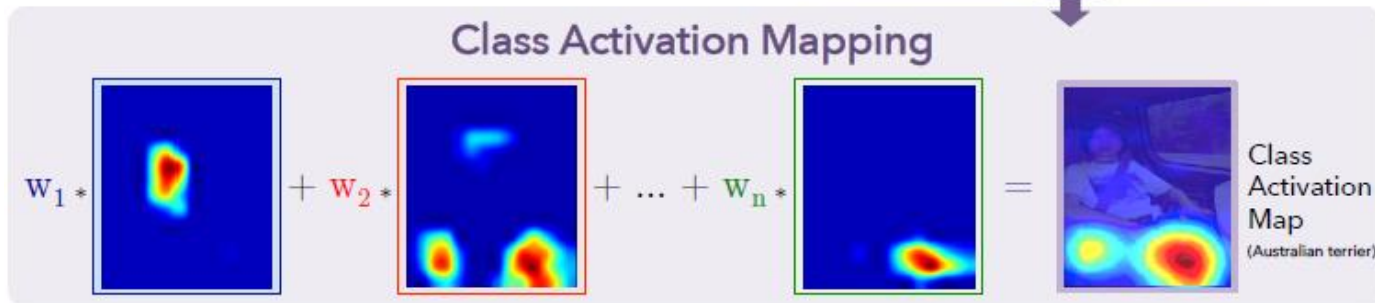 Class Activation Mapping
w1 * + w2 * + ... + wn * =
Class
Activation
Map
(Australian terrier)